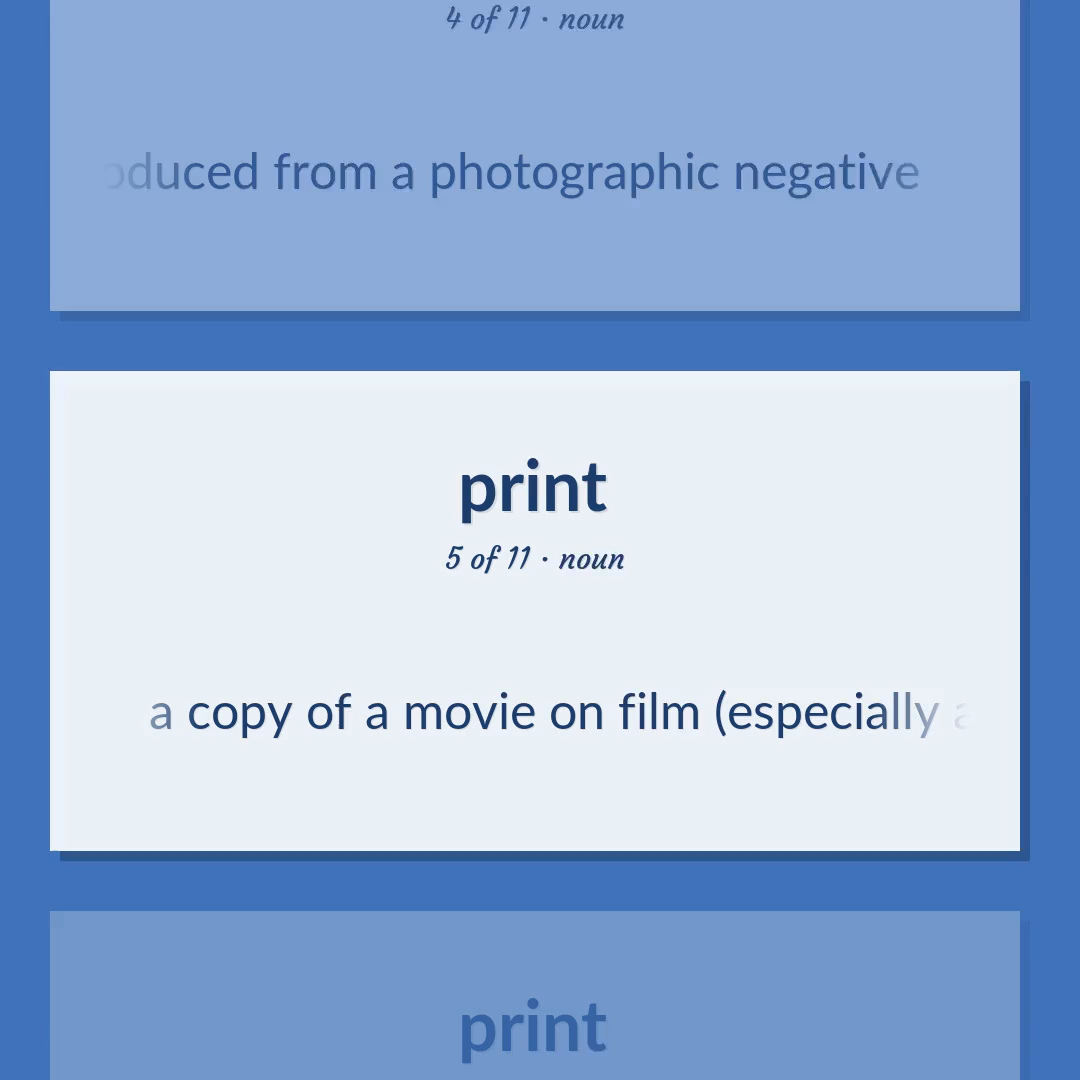 4 of 11 · noun
from a photographic negative
print
5 of 11 · noun
a copy of a movie on film (especially
print